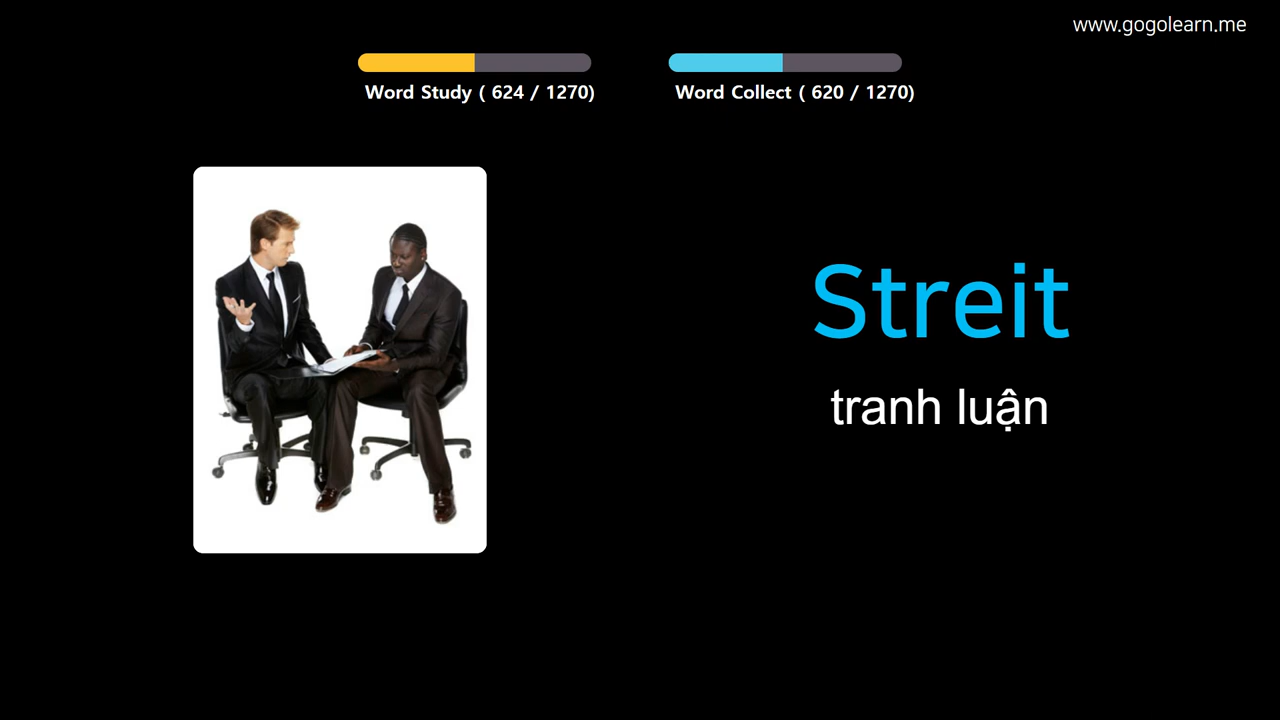 www.gogolearn.me
Word Study ( 624 / 1270)
Word Collect ( 620 / 1270)
Streit
tranh luận